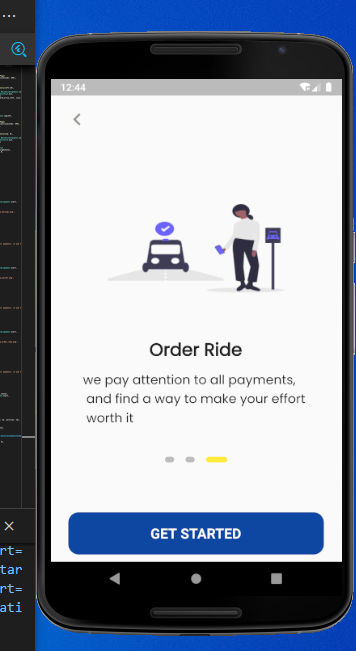 12:44
Order Ride
we pay attention to all payments,
and find a way to make your effort
worth it
GET STARTED
rt=
tar
rt=
ati